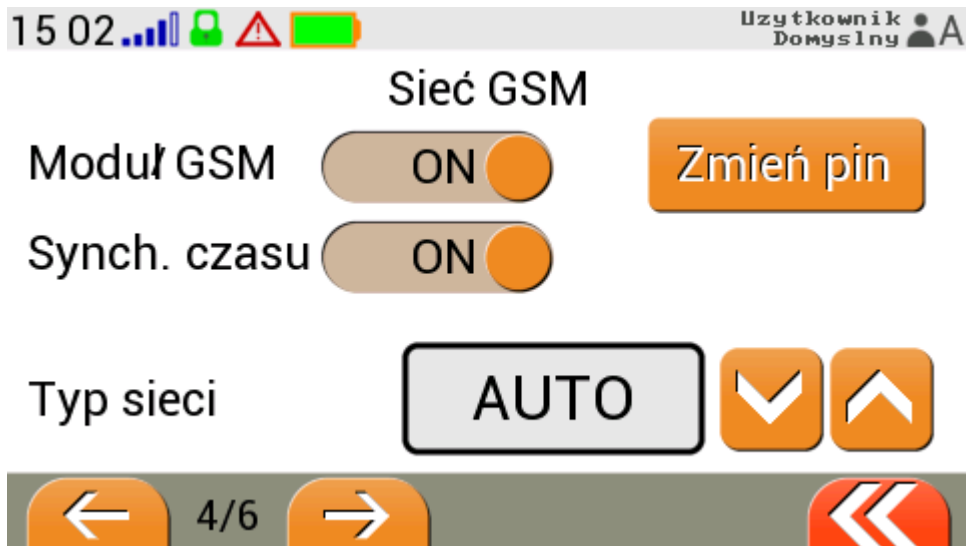 15 02
Uzytkownik
Domyslny
A
Sieć GSM
Moduł GSM ON
Zmień pin
Synch. czasu ON
Typ sieci AUTO
4/6